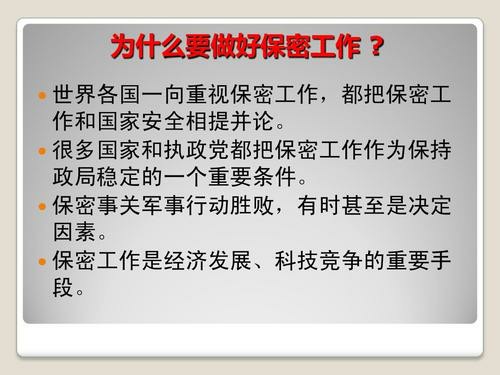 为什么要做好保密工作？
世界各国一向重视保密工作，都把保密工
作和国家安全相提并论。
很多国家和执政党都把保密工作作为保持
政局稳定的一个重要条件。
保密事关军事行动胜败，有时甚至是决定
因素。
保密工作是经济发展、科技竞争的重要手
段。